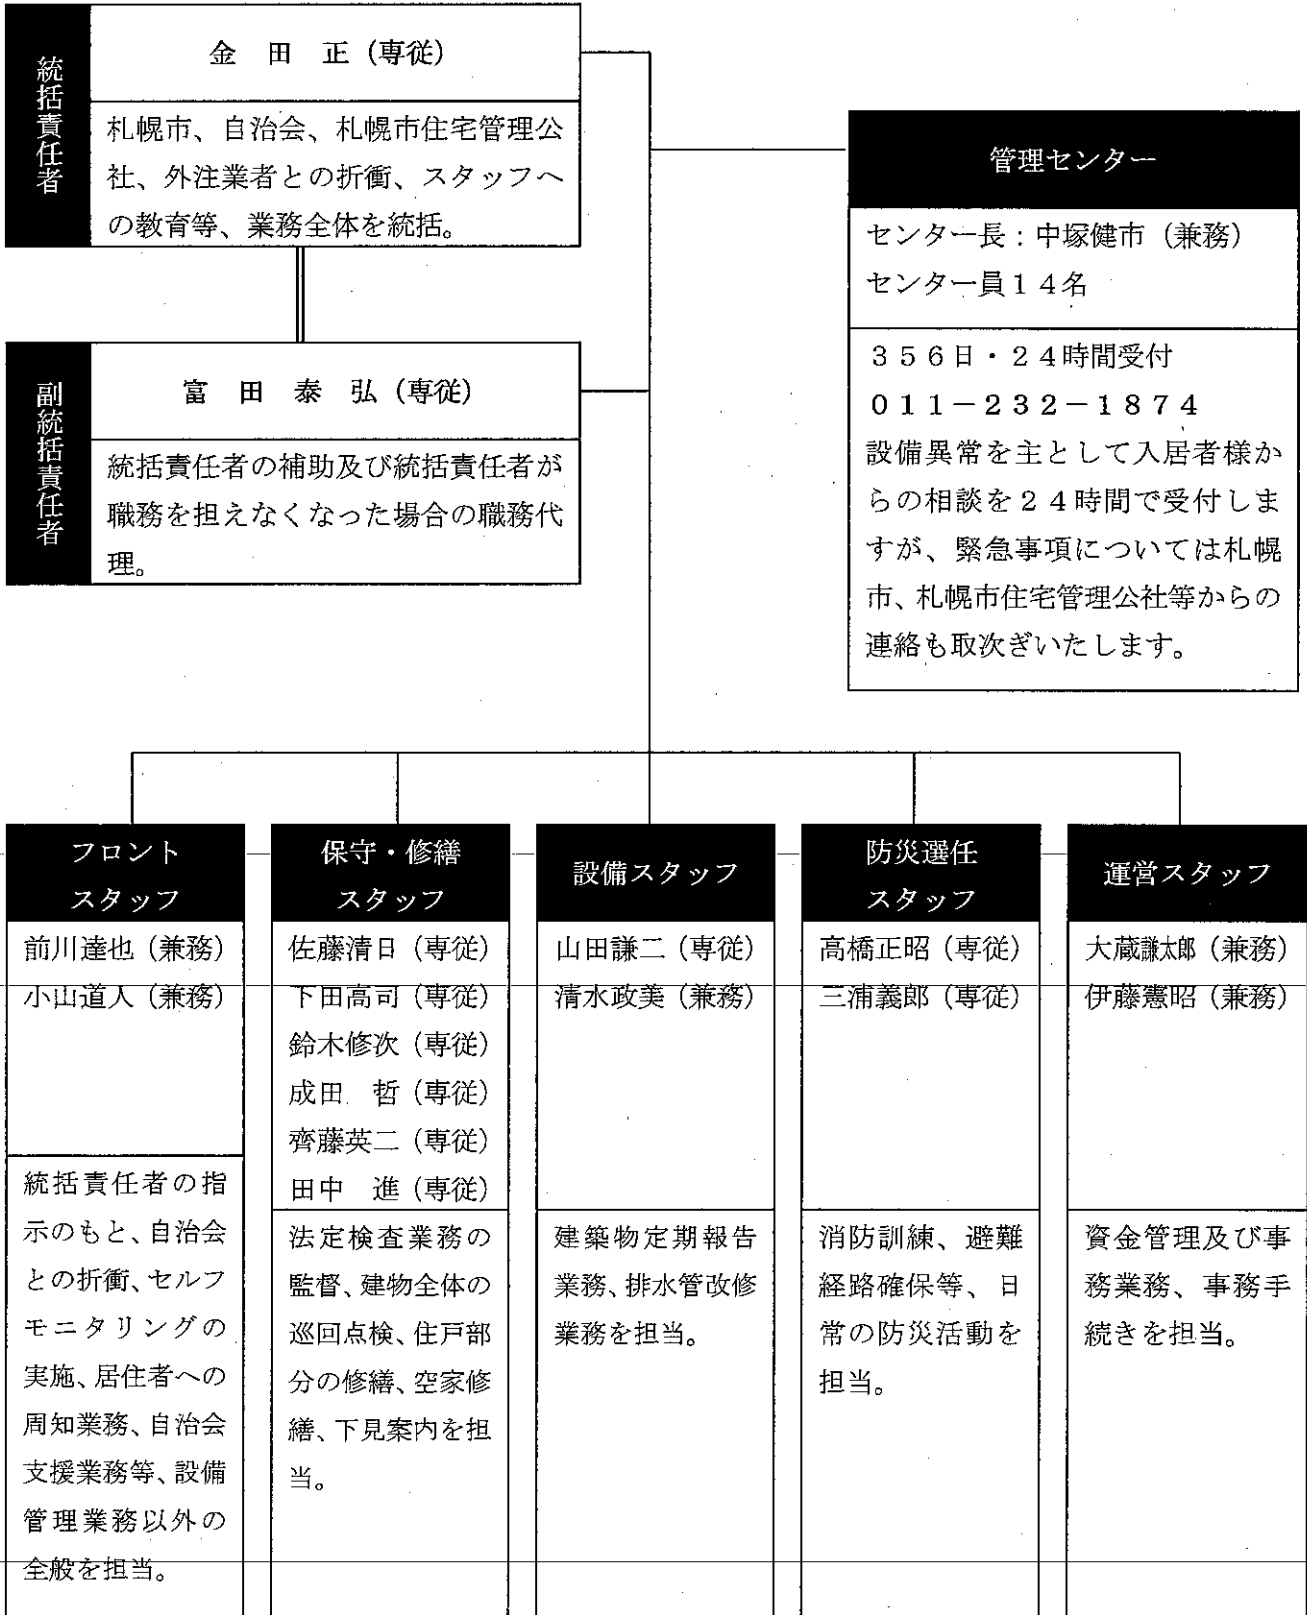 統括責任者
金 田 正（専従）
札幌市、自治会、札幌市住宅管理公
社、外注業者との折衝、スタッフへ
の教育等、業務全体を統括。
管理センター
センター長：中塚健市（兼務）
センター員１４名
３５６日・２４時間受付
０１１－２３２－１８７４
設備異常を主として入居者様か
らの相談を２４時間で受付しま
すが、緊急事項については札幌
市、札幌市住宅管理公社等からの
連絡も取次ぎいたします。
副統括責任者
富 田 泰 弘（専従）
統括責任者の補助及び統括責任者が
職務を担えなくなった場合の職務代
理。
フロント
スタッフ
前川達也（兼務）
小山道人（兼務）
統括責任者の指
示のもと、自治会
との折衝、セルフ
モニタリングの
実施、居住者への
周知業務、自治会
支援業務等、設備
管理業務以外の
全般を担当。
保守・修繕
スタッフ
佐藤清日（専従）
下田高司（専従）
鈴木修次（専従）
成田 哲（専従）
齊藤英二（専従）
田中 進（専従）
法定検査業務の
監督、建物全体の
巡回点検、住戸部
分の修繕、空家修
繕、下見案内を担
当。
設備スタッフ
山田謙二（専従）
清水政美（兼務）
建築物定期報告
業務、排水管改修
業務を担当。
防災選任
スタッフ
高橋正昭（専従）
三浦義郎（専従）
消防訓練、避難
経路確保等、日
常の防災活動を
担当。
運営スタッフ
大蔵謙太郎（兼務）
伊藤憲昭（兼務）
資金管理及び事
務業務、事務手
続きを担当。